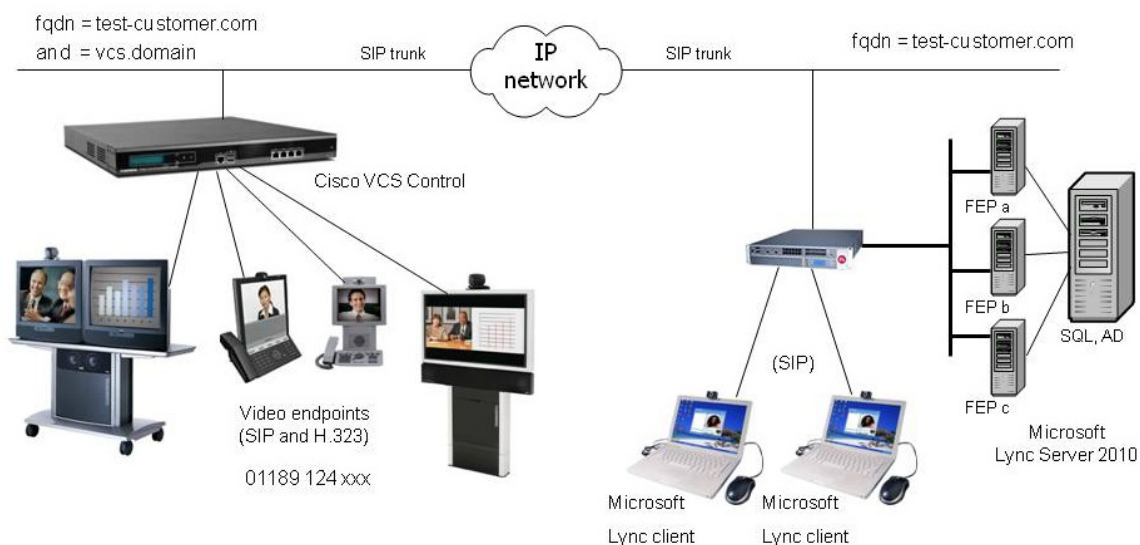 fqdn = test-customer.com
and = vcs.domain
SIP trunk
IP
network
SIP trunk
fqdn = test-customer.com
Cisco VCS Control
FEP a
FEP b
SQL, AD
FEP c
(SIP)
Video endpoints
(SIP and H.323)
01189 124 xxx
Microsoft
Lync Server 2010
Microsoft
Lync client
Microsoft
Lync client